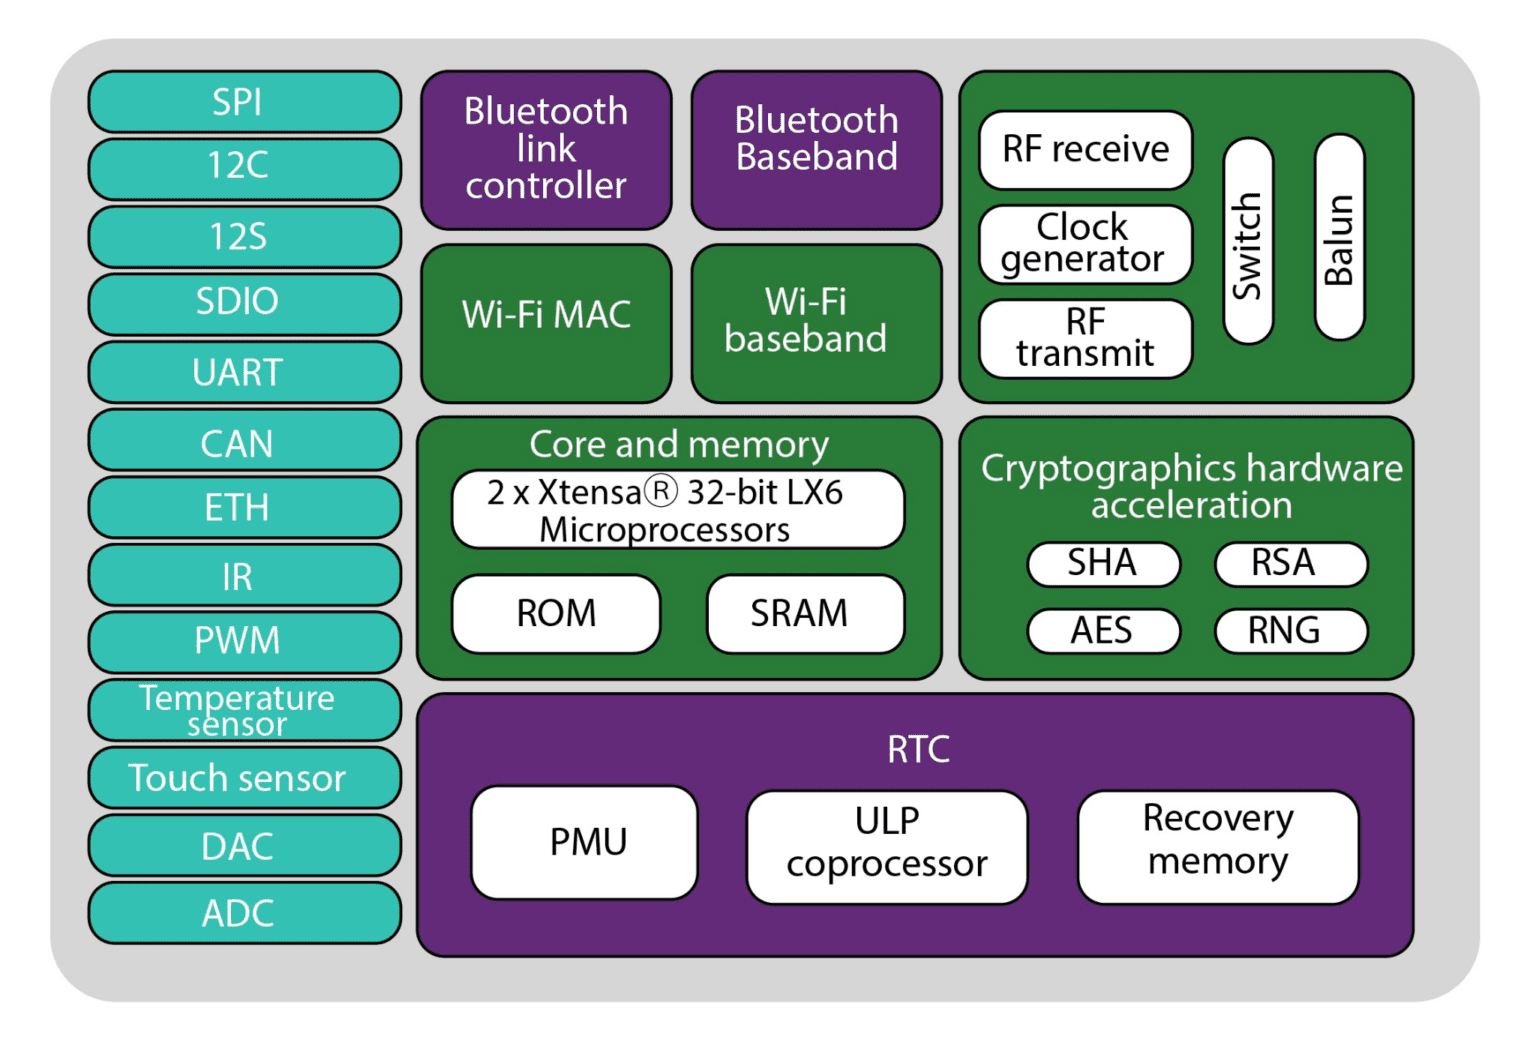 SPI
12C
12S
SDIO
UART
CAN
ETH
IR
PWM
Temperature
sensor
Touch sensor
DAC
ADC
Bluetooth
link
controller
Bluetooth
Baseband
Wi-Fi MAC
Wi-Fi
baseband
RF receive
Clock
generator
RF
transmit
Switch
Balun
Core and memory
2 x Xtensa® 32-bit LX6
Microprocessors
ROM
SRAM
Cryptographics hardware
acceleration
SHA
RSA
AES
RNG
RTC
PMU
ULP
coprocessor
Recovery
memory